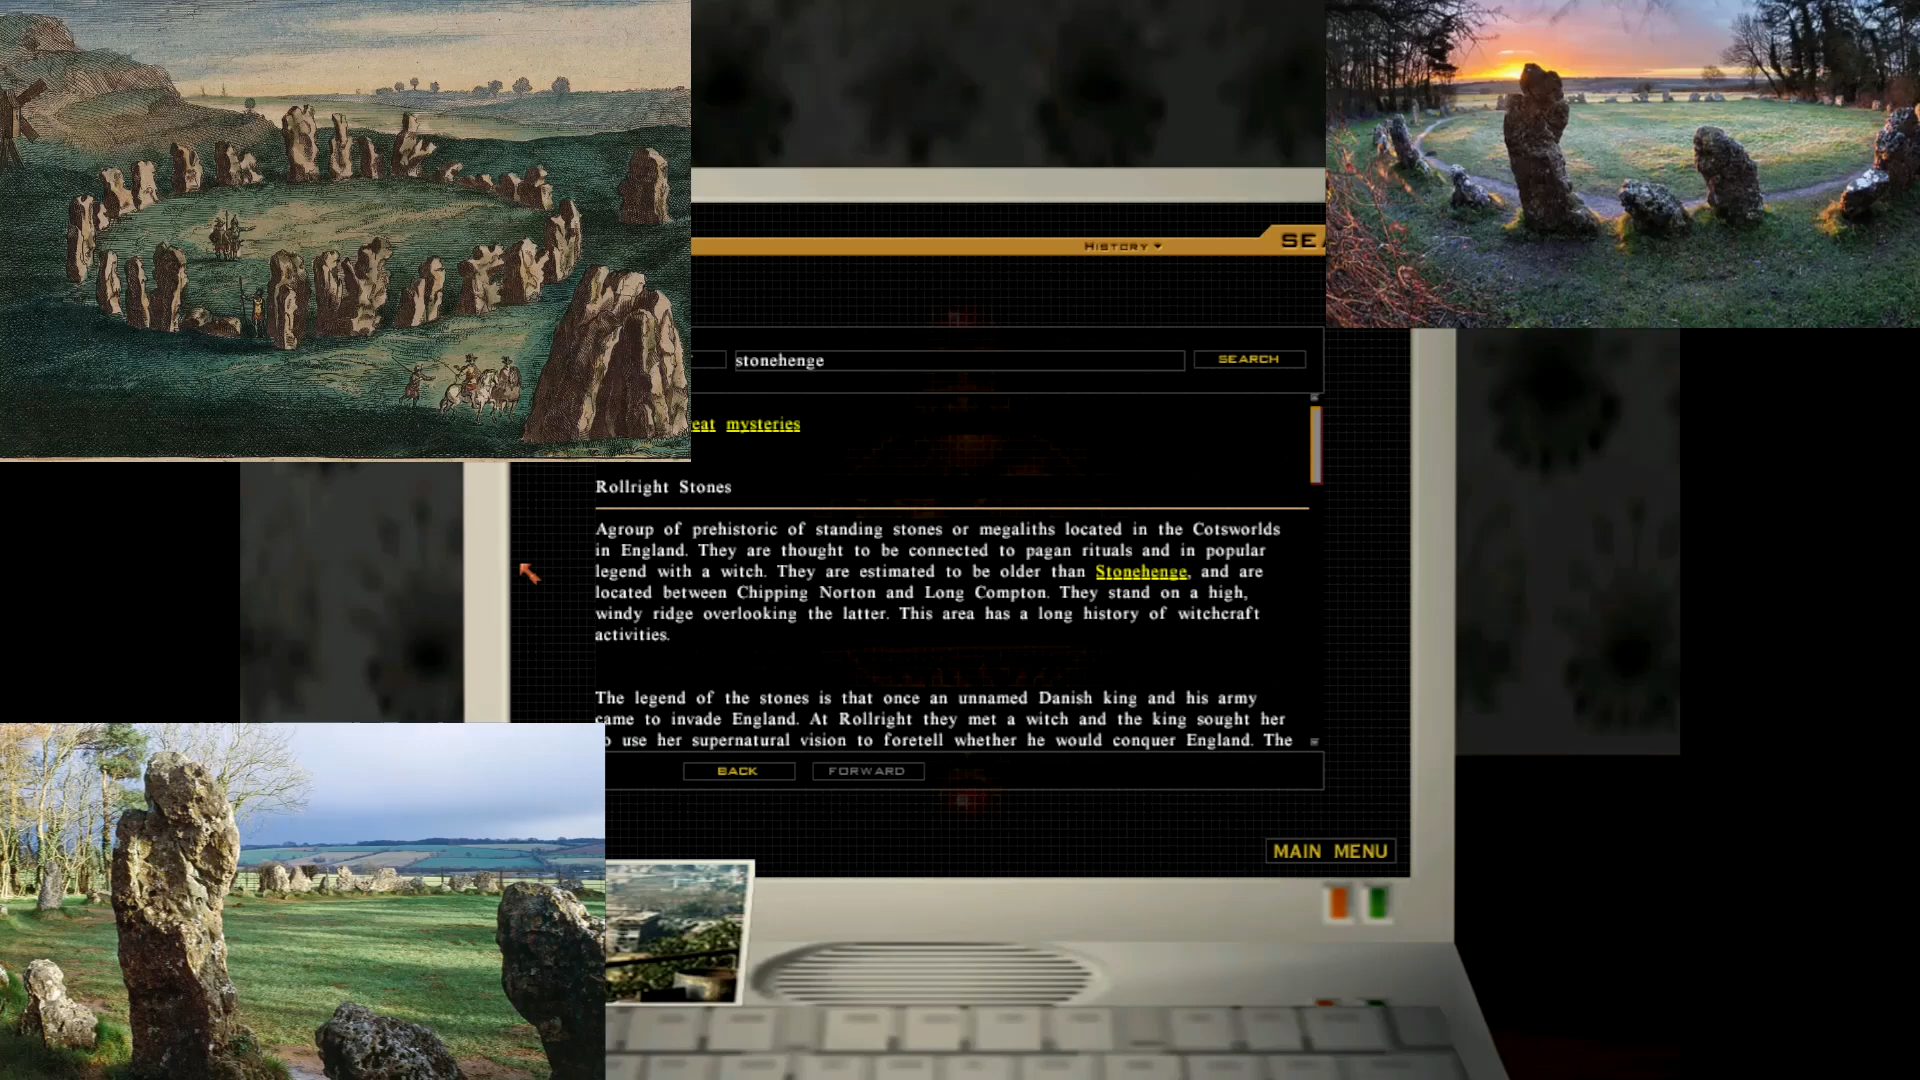 History
SEA
stonehenge
SEARCH
eat mysteries
Rollright Stones
Agroup of prehistoric of standing stones or megaliths located in the Cotsworlds
in England. They are thought to be connected to pagan rituals and in popular
legend with a witch. They are estimated to be older than Stonehenge, and are
located between Chipping Norton and Long Compton. They stand on a high,
windy ridge overlooking the latter. This area has a long history of witchcraft
activities.
The legend of the stones is that once an unnamed Danish king and his army
came to invade England. At Rollright they met a witch and the king sought her
o use her supernatural vision to foretell whether he would conquer England. The
BACK FORWARD
MAIN MENU